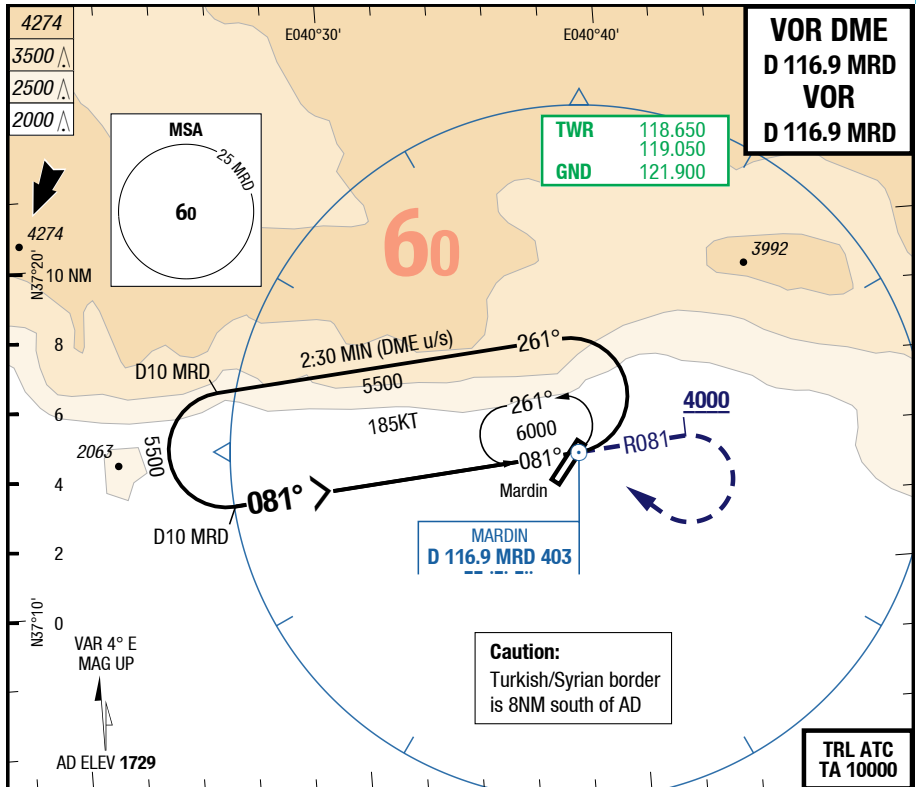 4274
3500
2500
2000
E040°30'
E040°40'
VOR DME
D 116.9 MRD
VOR
D 116.9 MRD
MSA
25 MRD
60
TWR 118.650
119.050
GND 121.900
4274
60
3992
N37°20'
10 NM
8
D10 MRD
2:30 MIN (DME u/s)
261°
5500
6
185KT
261°
6000
4000
R081
2063
5500
081°
4
081°
Mardin
D10 MRD
MARDIN
D 116.9 MRD 403
2
N37°10'
0
VAR 4° E
MAG UP
Caution:
Turkish/Syrian border
is 8NM south of AD
AD ELEV 1729
TRL ATC
TA 10000